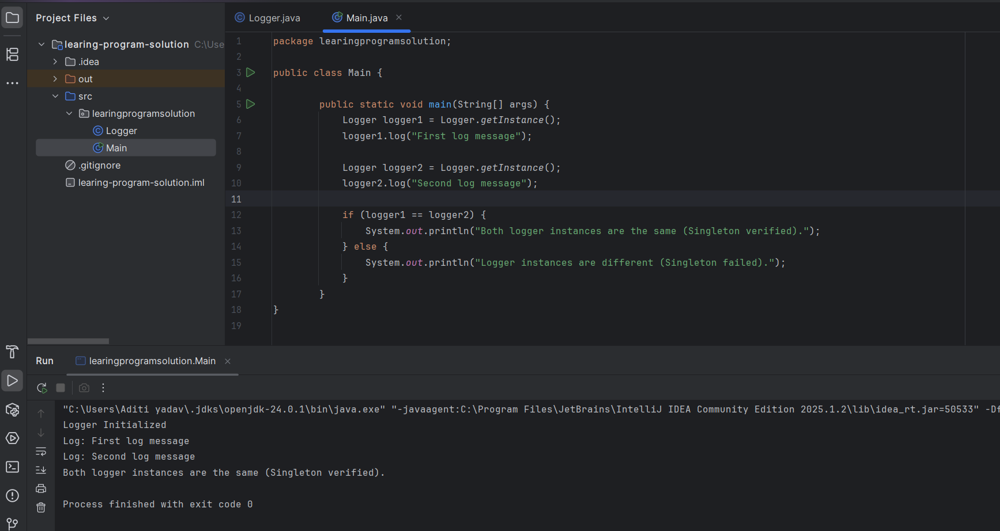 Project Files
Logger.java
Main.java
learing-program-solution C:\Use
.idea
out
src
learingprogramsolution
Logger
Main
.gitignore
learing-program-solution.iml
1 package learingprogramsolution;
2
3 public class Main {
4
5 public static void main(String[] args) {
6 Logger logger1 = Logger.getInstance();
7 logger1.log("First log message");
8
9 Logger logger2 = Logger.getInstance();
10 logger2.log("Second log message");
11
12 if (logger1 == logger2) {
13 System.out.println("Both logger instances are the same (Singleton verified).");
14 } else {
15 System.out.println("Logger instances are different (Singleton failed).");
16 }
17 }
18 }
19
Run
learingprogramsolution.Main
"C:\Users\Aditi yadav\.jdks\openjdk-24.0.1\bin\java.exe" "-javaagent:C:\Program Files\JetBrains\IntelliJ IDEA Community Edition 2025.1.2\lib\idea_rt.jar=50533" -Df
Logger Initialized
Log: First log message
Log: Second log message
Both logger instances are the same (Singleton verified).
Process finished with exit code 0